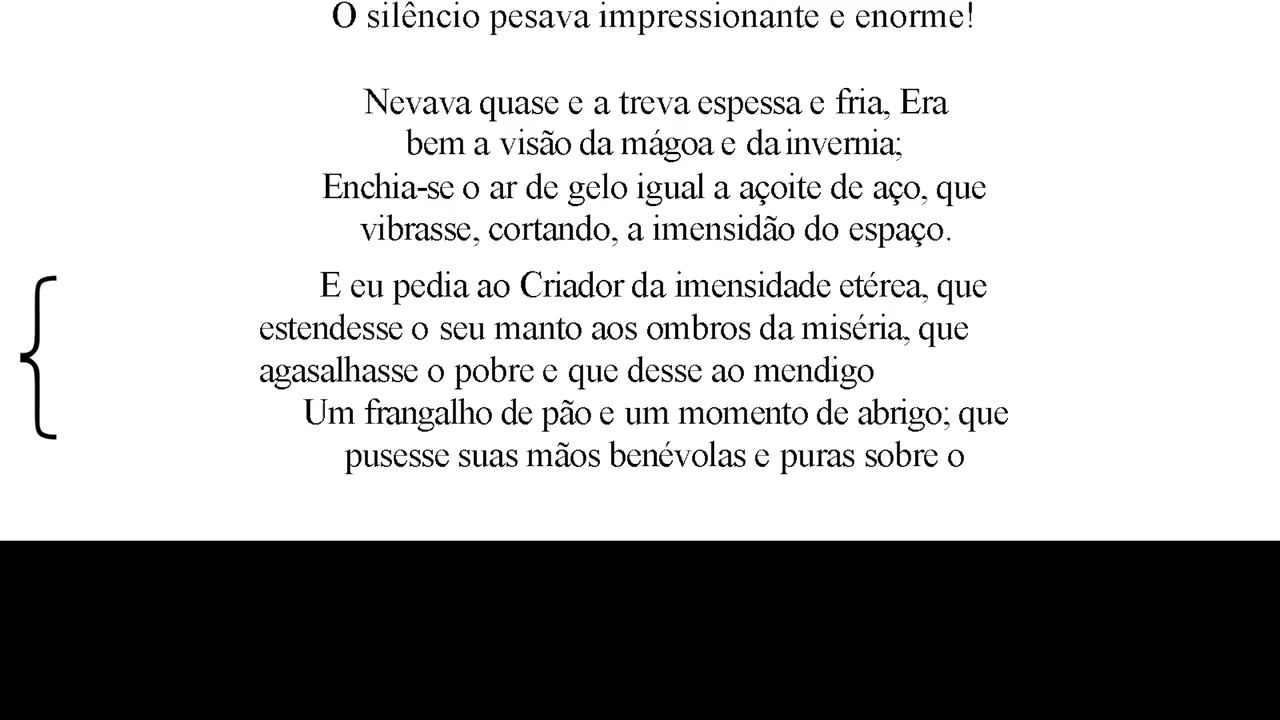 O silêncio pesava impressionante e enorme!
Nevava quase e a treva espessa e fria, Era
bem a visão da mágoa e da invernia;
Enchia-se o ar de gelo igual a açoite de aço, que
vibrasse, cortando, a imensidão do espaço.
E eu pedia ao Criador da imensidade etérea, que
estendesse o seu manto aos ombros da miséria, que
agasalhasse o pobre e que desse ao mendigo
Um frangalho de pão e um momento de abrigo; que
pusesse suas mãos benévolas e puras sobre o